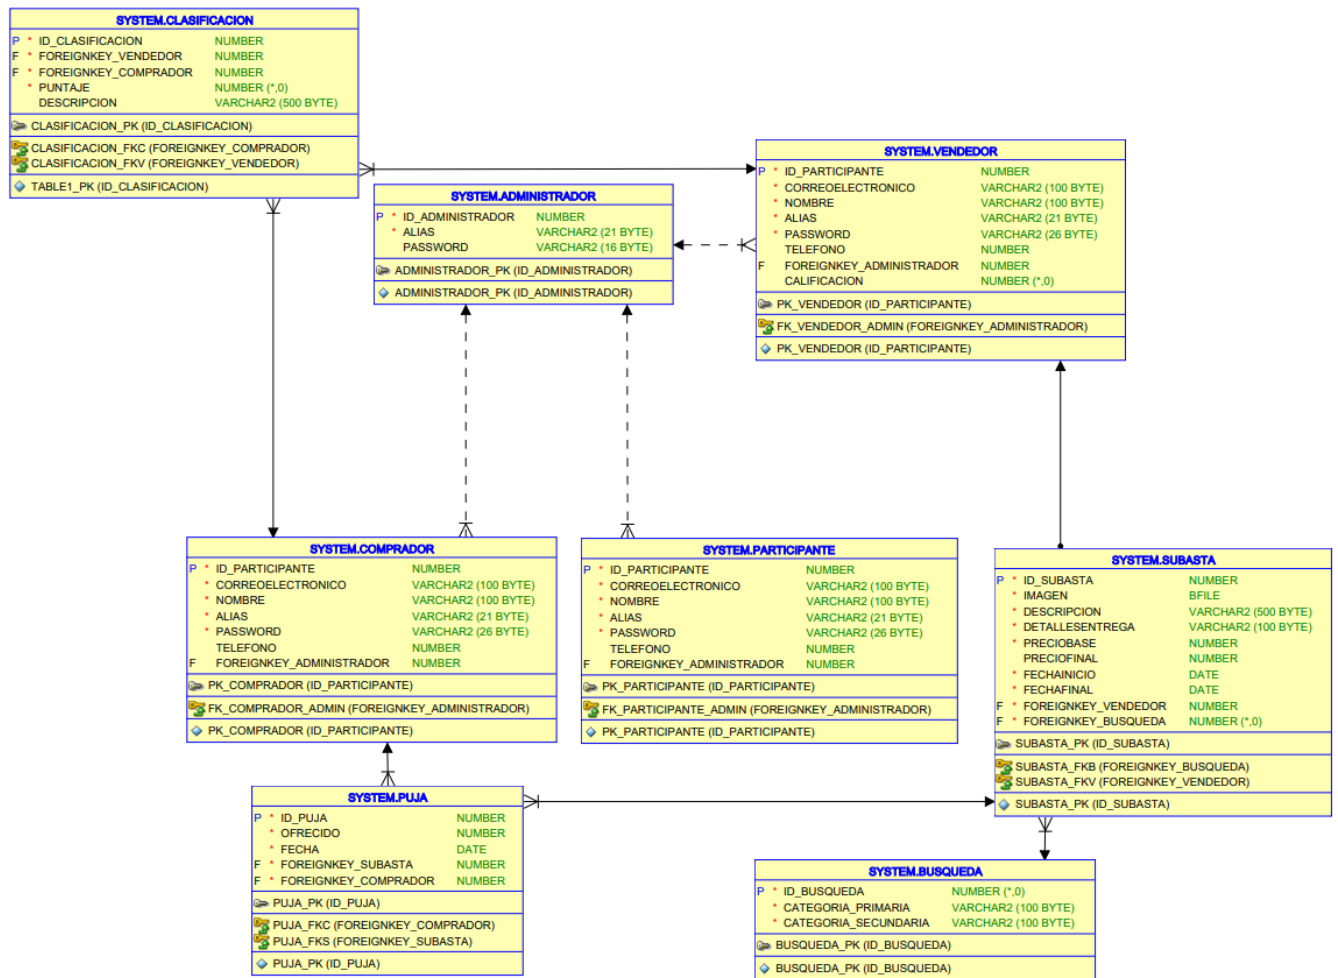 SYSTEM.CLASIFICACION
P * ID_CLASIFICACION NUMBER
F * FOREIGNKEY_VENDEDOR NUMBER
F * FOREIGNKEY_COMPRADOR NUMBER
* PUNTAJE NUMBER (*,0)
DESCRIPCION VARCHAR2 (500 BYTE)
CLASIFICACION_PK (ID_CLASIFICACION)
CLASIFICACION_FKC (FOREIGNKEY_COMPRADOR)
CLASIFICACION_FKV (FOREIGNKEY_VENDEDOR)
TABLE1_PK (ID_CLASIFICACION)
SYSTEM.ADMINISTRADOR
P * ID_ADMINISTRADOR NUMBER
* ALIAS VARCHAR2 (21 BYTE)
PASSWORD VARCHAR2 (16 BYTE)
ADMINISTRADOR_PK (ID_ADMINISTRADOR)
ADMINISTRADOR_PK (ID_ADMINISTRADOR)
SYSTEM.VENDEDOR
P * ID_PARTICIPANTE NUMBER
* CORREOELECTRONICO VARCHAR2 (100 BYTE)
* NOMBRE VARCHAR2 (100 BYTE)
* ALIAS VARCHAR2 (21 BYTE)
* PASSWORD VARCHAR2 (26 BYTE)
TELEFONO NUMBER
F FOREIGNKEY_ADMINISTRADOR NUMBER
CALIFICACION NUMBER (*,0)
PK_VENDEDOR (ID_PARTICIPANTE)
FK_VENDEDOR_ADMIN (FOREIGNKEY_ADMINISTRADOR)
PK_VENDEDOR (ID_PARTICIPANTE)
SYSTEM.COMPRADOR
P * ID_PARTICIPANTE NUMBER
* CORREOELECTRONICO VARCHAR2 (100 BYTE)
* NOMBRE VARCHAR2 (100 BYTE)
* ALIAS VARCHAR2 (21 BYTE)
* PASSWORD VARCHAR2 (26 BYTE)
TELEFONO NUMBER
F FOREIGNKEY_ADMINISTRADOR NUMBER
PK_COMPRADOR (ID_PARTICIPANTE)
FK_COMPRADOR_ADMIN (FOREIGNKEY_ADMINISTRADOR)
PK_COMPRADOR (ID_PARTICIPANTE)
SYSTEM.PARTICIPANTE
P * ID_PARTICIPANTE NUMBER
* CORREOELECTRONICO VARCHAR2 (100 BYTE)
* NOMBRE VARCHAR2 (100 BYTE)
* ALIAS VARCHAR2 (21 BYTE)
* PASSWORD VARCHAR2 (26 BYTE)
TELEFONO NUMBER
F FOREIGNKEY_ADMINISTRADOR NUMBER
PK_PARTICIPANTE (ID_PARTICIPANTE)
FK_PARTICIPANTE_ADMIN (FOREIGNKEY_ADMINISTRADOR)
PK_PARTICIPANTE (ID_PARTICIPANTE)
SYSTEM.SUBASTA
P * ID_SUBASTA NUMBER
* IMAGEN BFILE
* DESCRIPCION VARCHAR2 (500 BYTE)
* DETALLESENTREGA VARCHAR2 (100 BYTE)
* PRECIOBASE NUMBER
PRECIOFINAL NUMBER
* FECHAINICIO DATE
* FECHAFINAL DATE
F * FOREIGNKEY_VENDEDOR NUMBER
F * FOREIGNKEY_BUSQUEDA NUMBER (*,0)
SUBASTA_PK (ID_SUBASTA)
SUBASTA_FKB (FOREIGNKEY_BUSQUEDA)
SUBASTA_FKV (FOREIGNKEY_VENDEDOR)
SUBASTA_PK (ID_SUBASTA)
SYSTEM.PUJA
P * ID_PUJA NUMBER
* OFRECIDO NUMBER
* FECHA DATE
F * FOREIGNKEY_SUBASTA NUMBER
F * FOREIGNKEY_COMPRADOR NUMBER
PUJA_PK (ID_PUJA)
PUJA_FKC (FOREIGNKEY_COMPRADOR)
PUJA_FKS (FOREIGNKEY_SUBASTA)
PUJA_PK (ID_PUJA)
SYSTEM.BUSQUEDA
P * ID_BUSQUEDA NUMBER (*,0)
* CATEGORIA_PRIMARIA VARCHAR2 (100 BYTE)
* CATEGORIA_SECUNDARIA VARCHAR2 (100 BYTE)
BUSQUEDA_PK (ID_BUSQUEDA)
BUSQUEDA_PK (ID_BUSQUEDA)